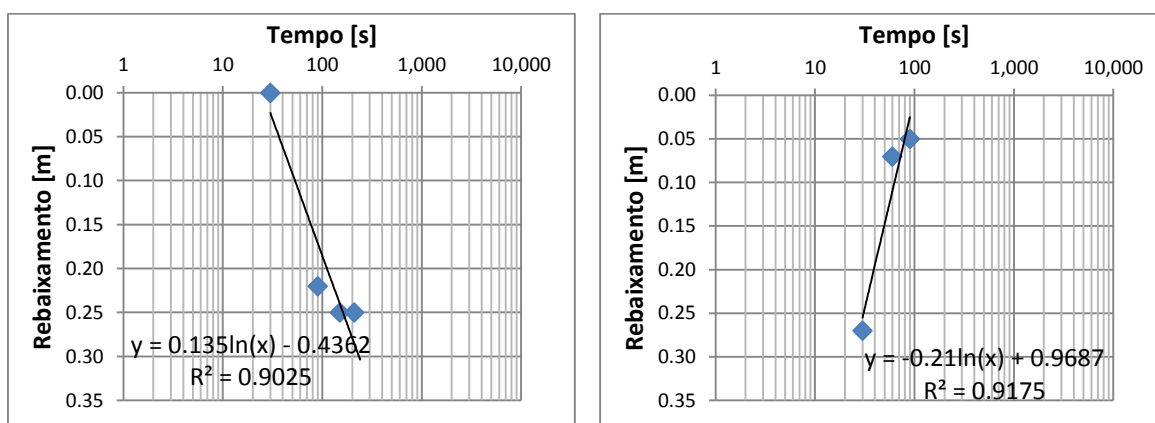 Tempo [s]
1 10 100 1,000 10,000
0.00
0.05
0.10
0.15
0.20
0.25
0.30
0.35
Rebaixamento [m]
y = 0.135ln(x) - 0.4362
R² = 0.9025
Tempo [s]
1 10 100 1,000 10,000
0.00
0.05
0.10
0.15
0.20
0.25
0.30
0.35
Rebaixamento [m]
y = -0.21ln(x) + 0.9687
R² = 0.9175